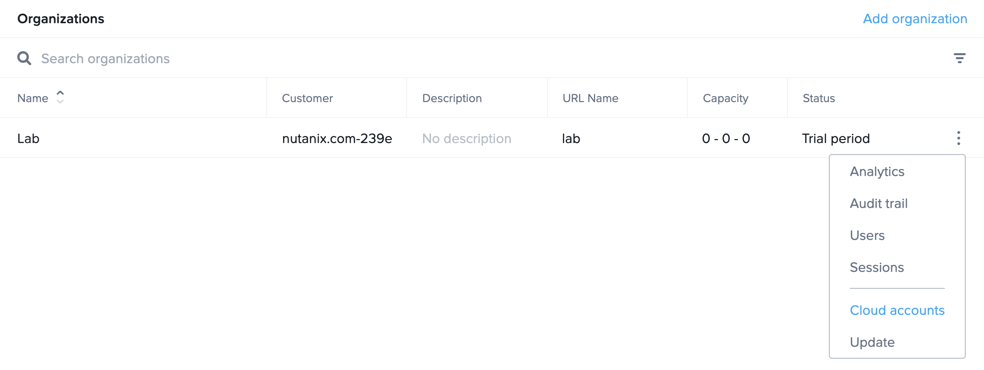 Organizations Add organization
Search organizations
Name Customer Description URL Name Capacity Status
Lab nutanix.com-239e No description lab 0 - 0 - 0 Trial period
Analytics
Audit trail
Users
Sessions
Cloud accounts
Update